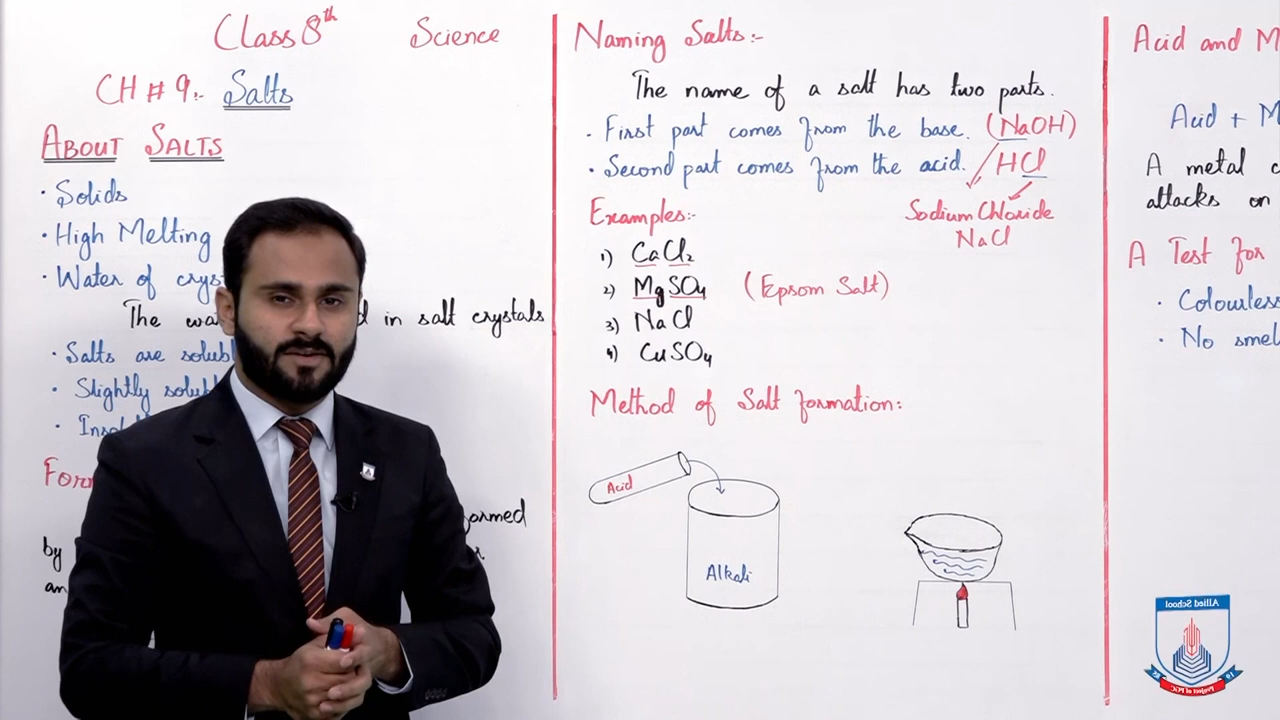 Class 8th Science
CH # 9:- Salts
ABOUT SALTS
· Solids
· High Melting
· Water of crys
The wa d in salt crystals
· Salts are solub
· Slightly solub
· Ins
For
ormed
by
an
Naming Salts:-
The name of a salt has two parts.
· First part comes from the base. (NaOH)
· Second part comes from the acid. HCl
Sodium Chloride
NaCl
Examples:-
1) CaCl2
2) MgSO4 (Epsom Salt)
3) NaCl
4) CuSO4
Method of Salt formation:
Acid
Alkali
Acid and M
Acid + M
A metal c
attacks on
A Test for
· Colourless
· No smel
Allied School
Project of PGC